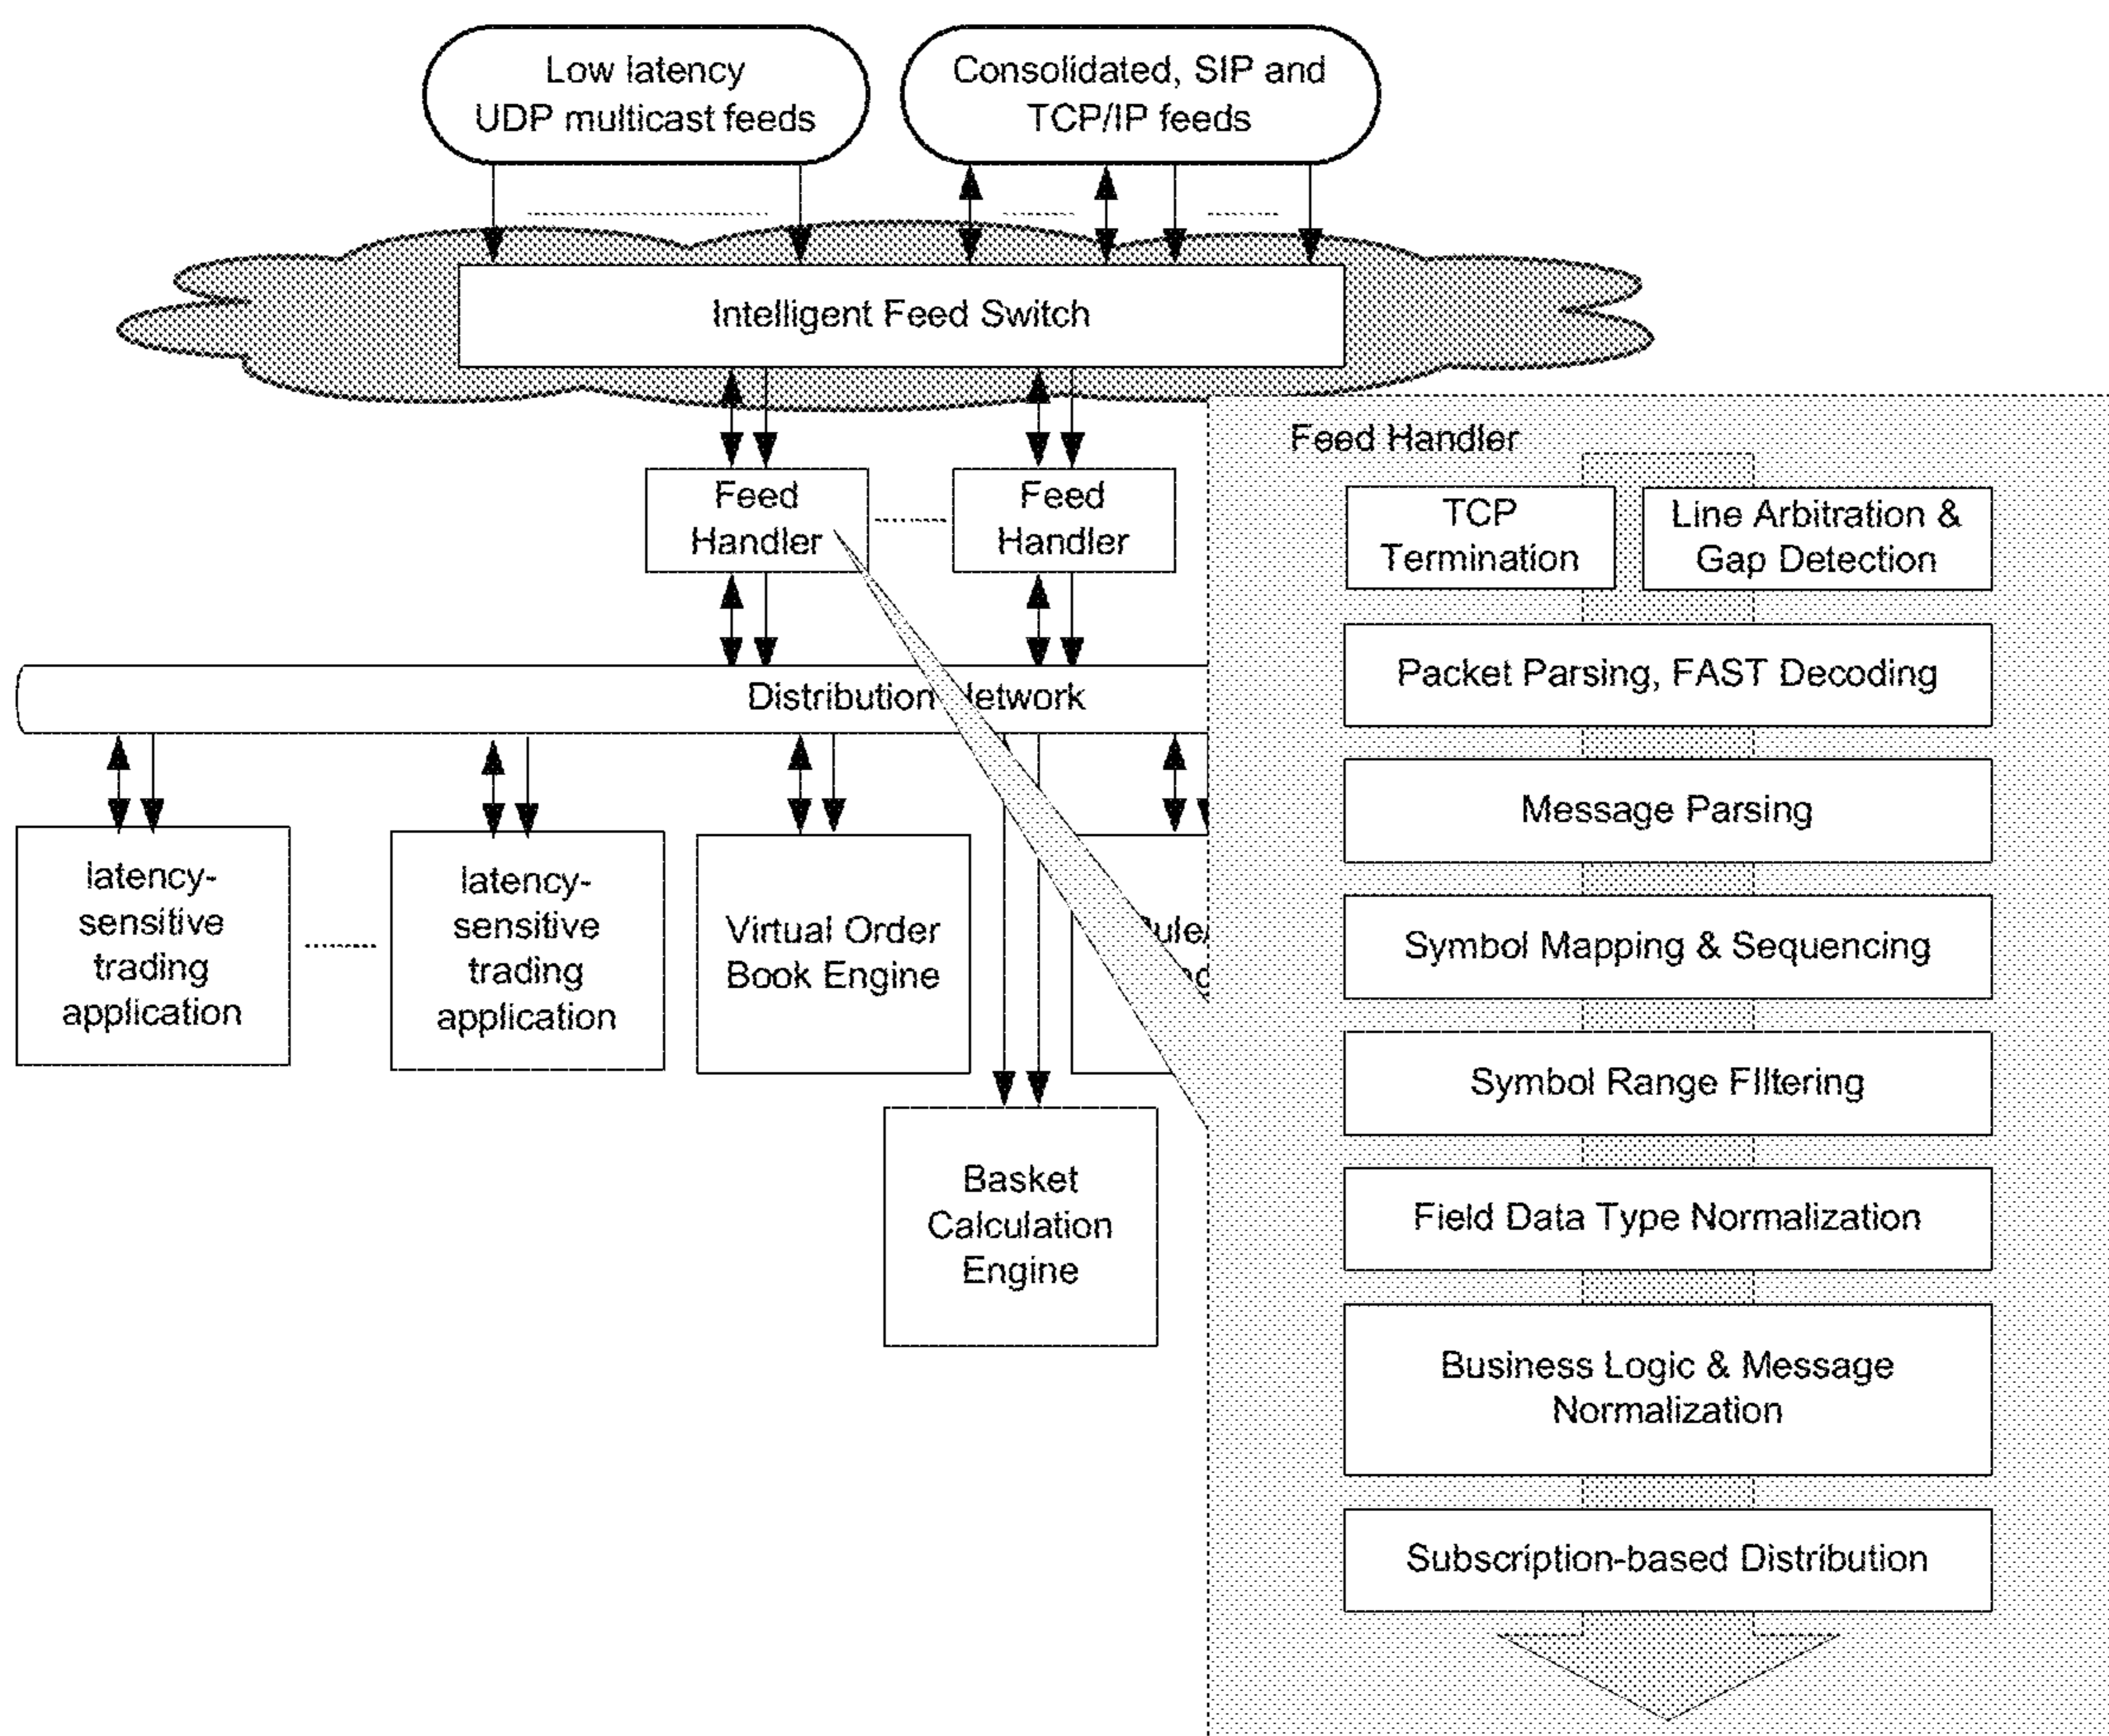 Low latency
UDP multicast feeds
Consolidated, SIP and
TCP/IP feeds
Intelligent Feed Switch
Feed
Handler
Feed
Handler
Distribution
latency-
sensitive
trading
application
latency-
sensitive
trading
application
Virtual Order
Book Engine
Basket
Calculation
Engine
Feed Handler
TCP
Termination
Line Arbitration &
Gap Detection
Packet Parsing, FAST Decoding
Message Parsing
Symbol Mapping & Sequencing
Symbol Range FIltering
Field Data Type Normalization
Business Logic & Message
Normalization
Subscription-based Distribution